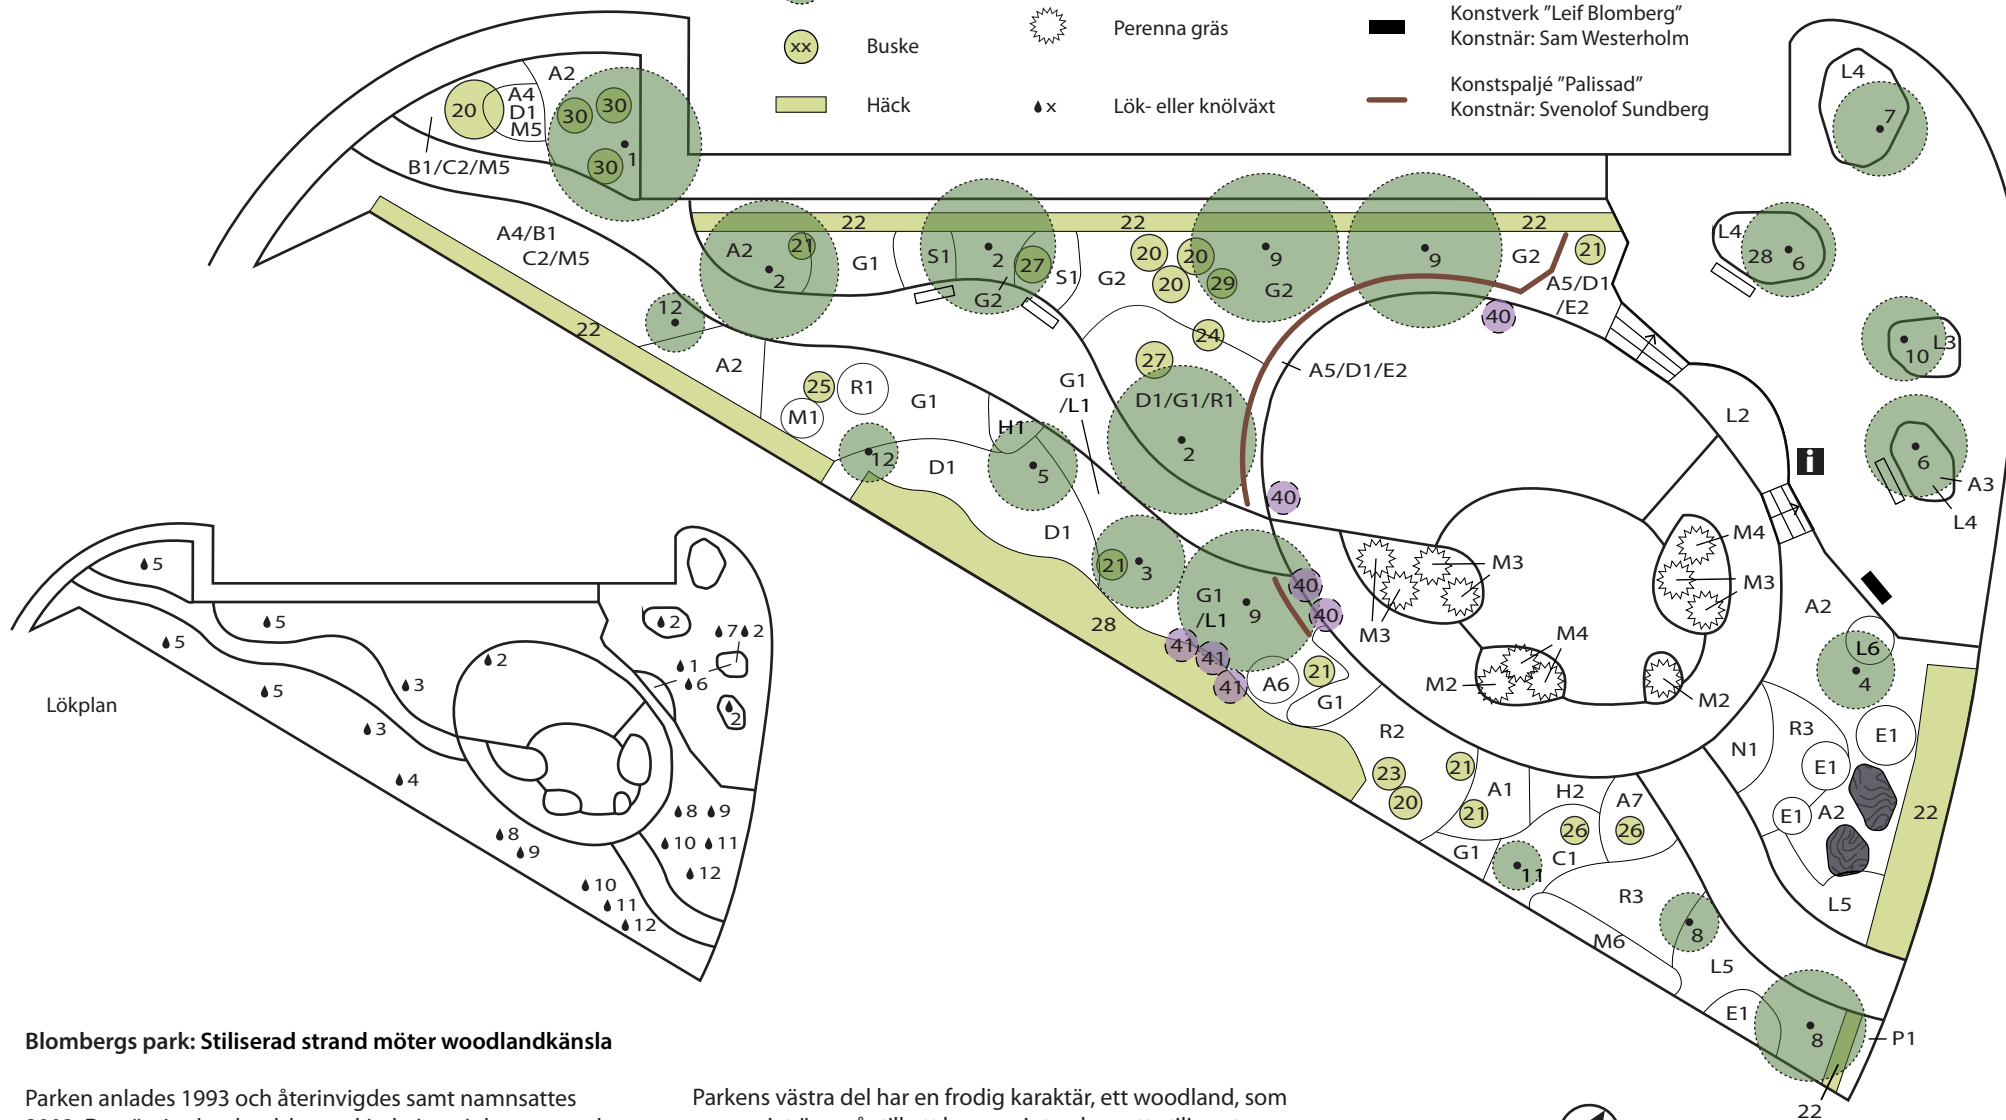 Buske
Häck
Perenna gräs
Lök- eller knölväxt
Konstverk ”Leif Blomberg”
Konstnär: Sam Westerholm
Konstspaljé ”Palissad”
Konstnär: Svenolof Sundberg
xx
x
A2
20
A4
D1
M5
30
30
30
1
B1/C2/M5
A4/B1
C2/M5
22
22
22
22
A2
21
2
G1
S1
2
27
G2
S1
G2
20
20
20
29
9
G2
9
G2
21
A5/D1
/E2
40
12
A2
25
R1
M1
G1
H1
12
D1
5
D1
G1
/L1
24
27
D1/G1/R1
2
A5/D1/E2
40
L4
7
L4
28
6
L3
10
6
A3
L4
L2
i
21
3
28
G1
/L1
9
40
40
41
41
41
A6
21
G1
M3
M3
M4
M3
M4
M2
M2
A2
L6
4
R2
23
20
21
21
A1
H2
A7
26
26
G1
11
C1
R3
M6
8
L5
E1
8
P1
22
N1
R3
E1
E1
E1
A2
L5
22
Lökplan
5
5
5
5
3
3
4
2
2
7 2
1
6
2
8
9
10
11
12
8 9
10 11
12
Blombergs park: Stiliserad strand möter woodlandkänsla
Parken anlades 1993 och återinvigdes samt namnsattes
Parkens västra del har en frodig karaktär, ett woodland, som